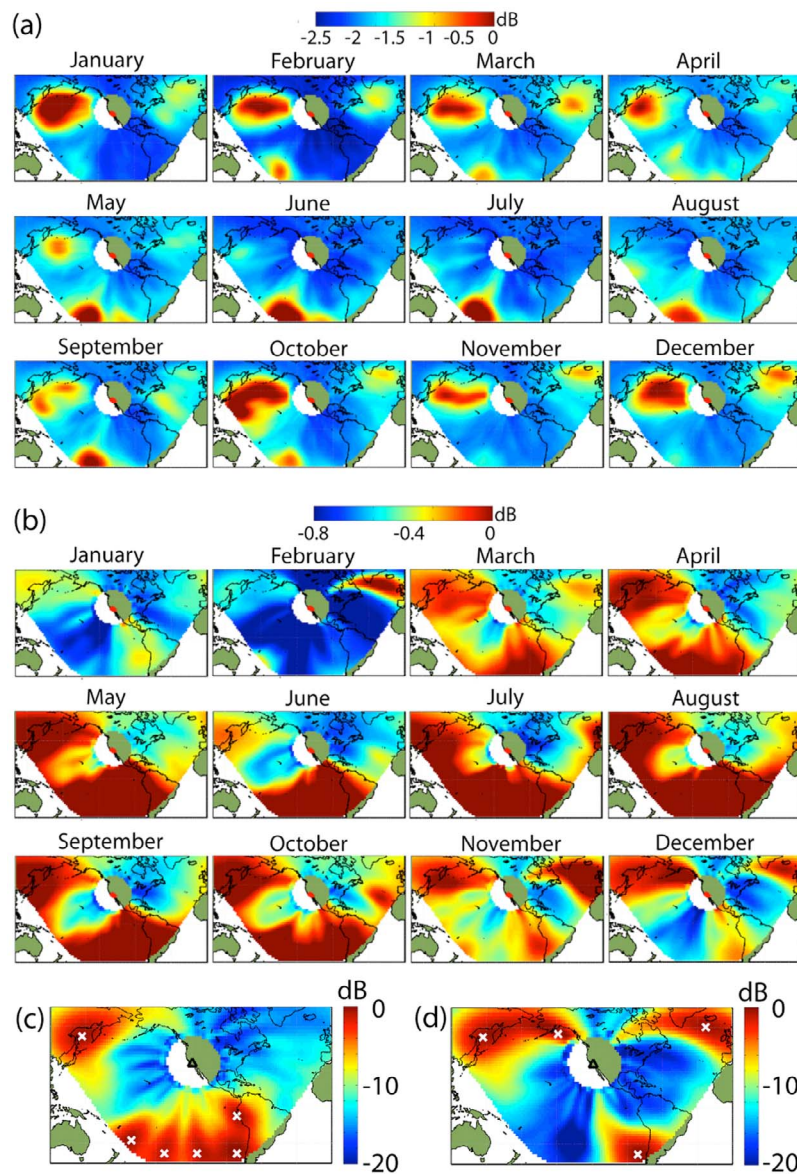 (a)
-2.5 -2 -1.5 -1 -0.5 0 dB
January February March April
May June July August
September October November December
(b)
-0.8 -0.4 0 dB
January February March April
May June July August
September October November December
(c) dB (d) dB
0 0
-10 -10
-20 -20